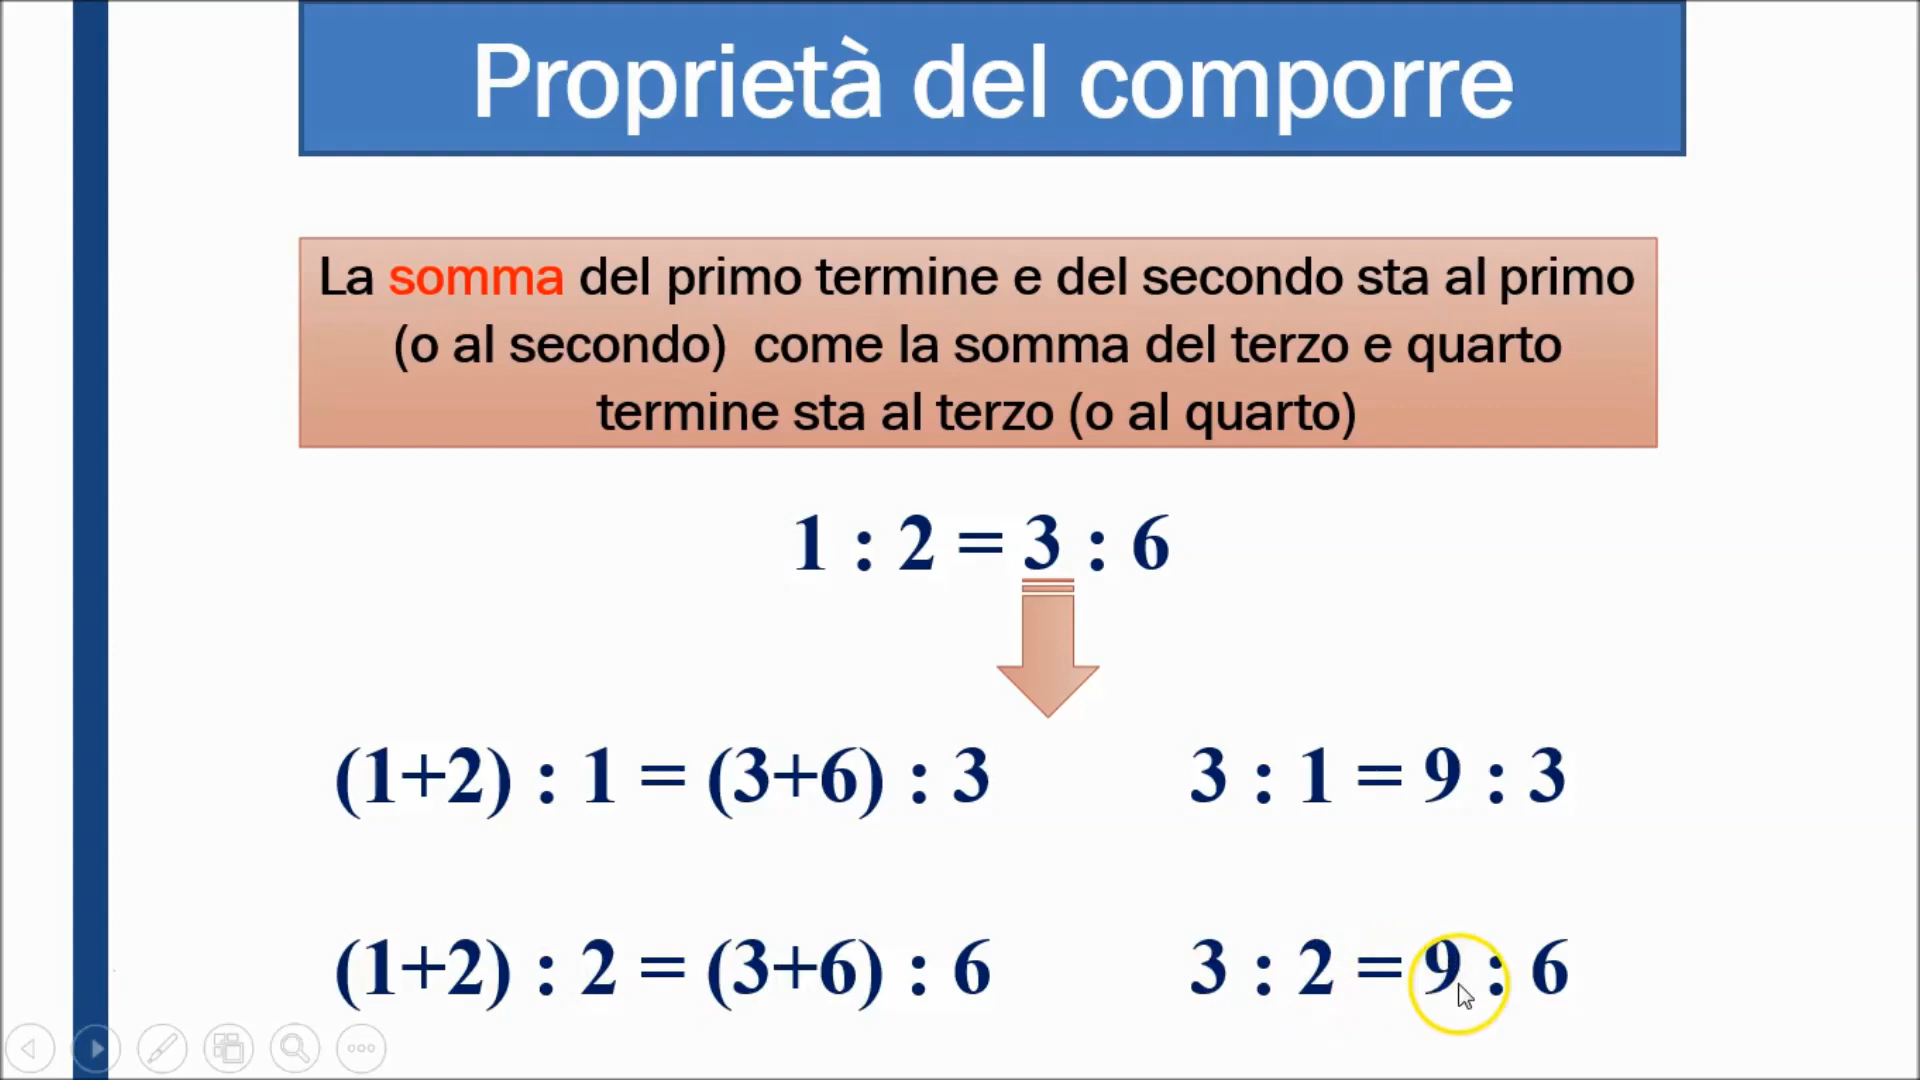 Proprietà del comporre
La somma del primo termine e del secondo sta al primo
(o al secondo) come la somma del terzo e quarto
termine sta al terzo (o al quarto)
1 : 2 = 3 : 6
(1+2) : 1 = (3+6) : 3
3 : 1 = 9 : 3
(1+2) : 2 = (3+6) : 6
3 : 2 = 9 : 6